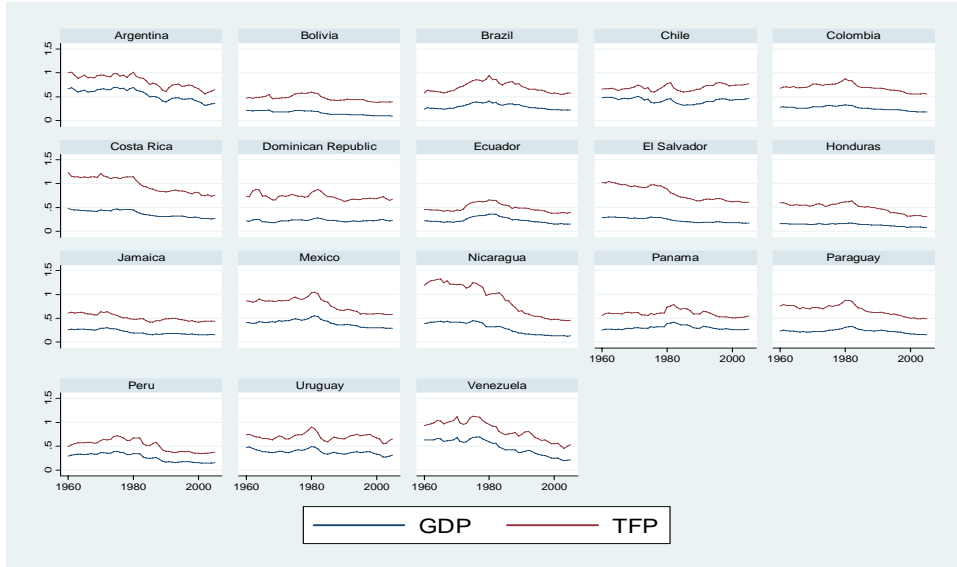 Argentina Bolivia Brazil Chile Colombia
0 .5 1 1.5
Costa Rica Dominican Republic Ecuador El Salvador Honduras
0 .5 1 1.5
Jamaica Mexico Nicaragua Panama Paraguay
0 .5 1 1.5
1960 1980 2000 1960 1980 2000
Peru Uruguay Venezuela
0 .5 1 1.5
1960 1980 2000 1960 1980 2000 1960 1980 2000
GDP TFP